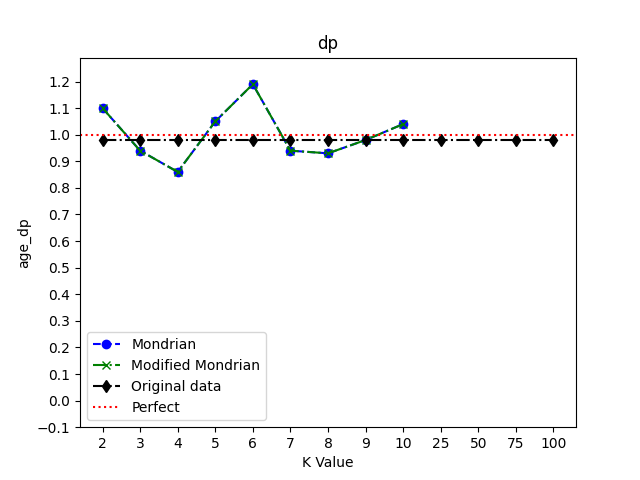 dp
1.2
1.1
1.0
0.9
0.8
0.7
0.6
0.5
0.4
0.3
0.2
0.1
0.0
−0.1
age_dp
Mondrian
Modified Mondrian
Original data
Perfect
2 3 4 5 6 7 8 9 10 25 50 75 100
K Value